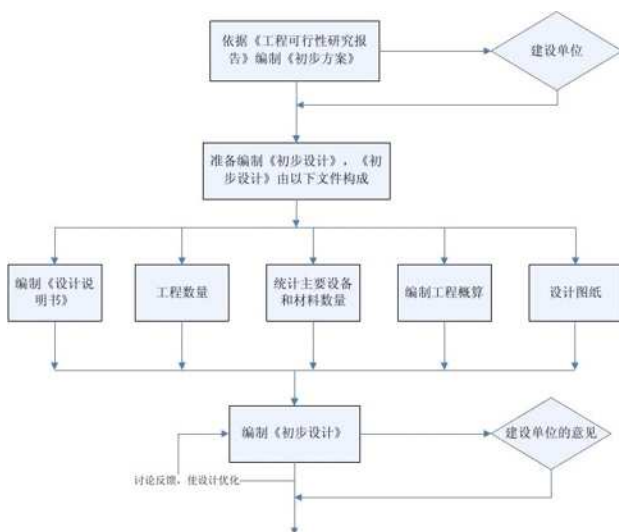 依据《工程可行性研究报
告》编制《初步方案》
建设单位
准备编制《初步设计》，《初
步设计》由以下文件构成
编制《设计说
明书》
工程数量
统计主要设备
和材料数量
编制工程概算
设计图纸
编制《初步设计》
建设单位的意见
讨论反馈，使设计优化